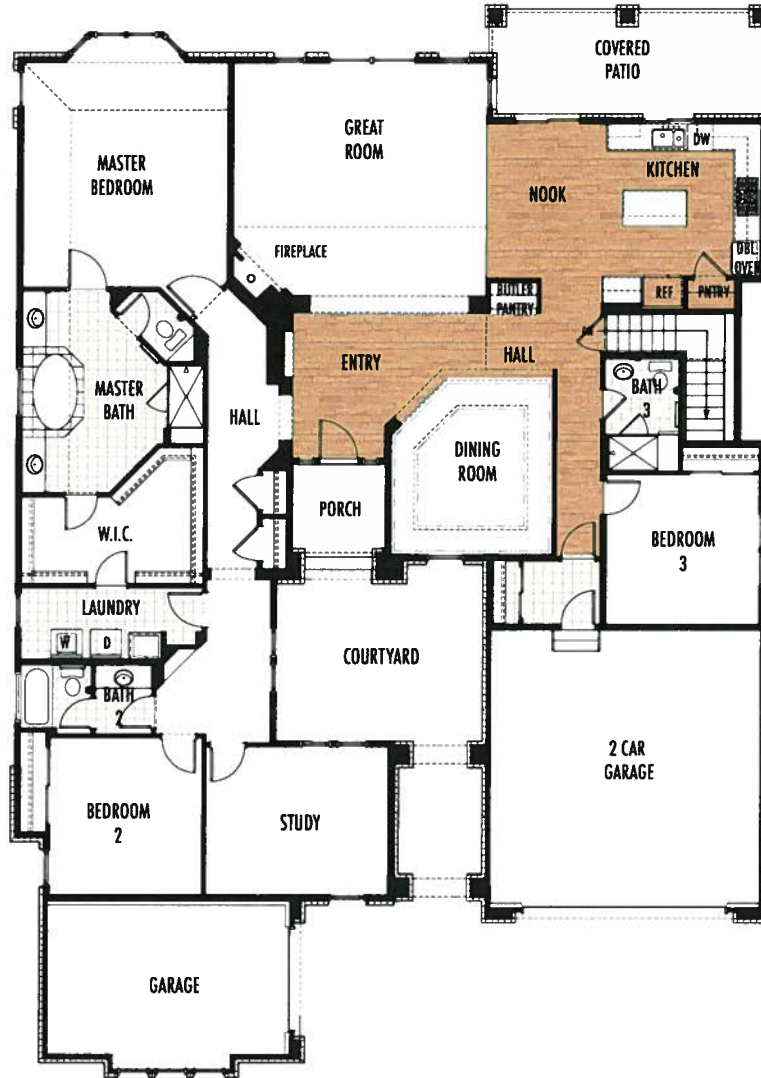 COVERED
PATIO
GREAT
ROOM
DW
MASTER
BEDROOM
KITCHEN
NOOK
FIREPLACE
DBL.
OVEN
BUTLER
PANTRY
REF
PNTRY
DN
ENTRY
HALL
MASTER
BATH
BATH
3
HALL
DINING
ROOM
PORCH
W.I.C.
BEDROOM
3
LAUNDRY
W
D
COURTYARD
BATH
2
2 CAR
GARAGE
BEDROOM
2
STUDY
GARAGE